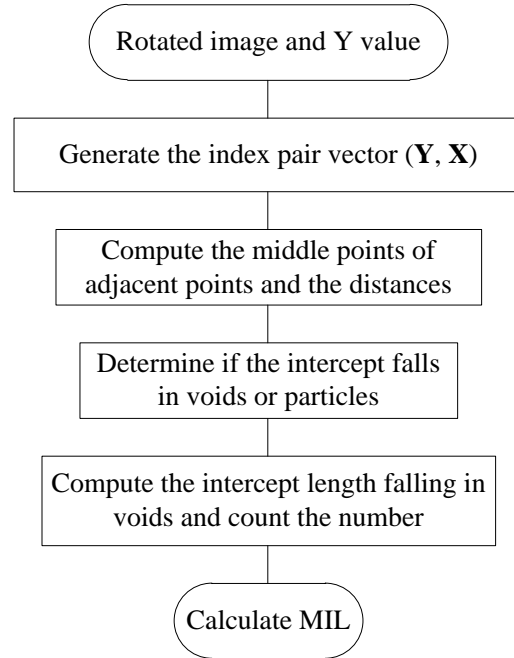 Rotated image and Y value
Generate the index pair vector (Y, X)
Compute the middle points of
adjacent points and the distances
Determine if the intercept falls
in voids or particles
Compute the intercept length falling in
voids and count the number
Calculate MIL